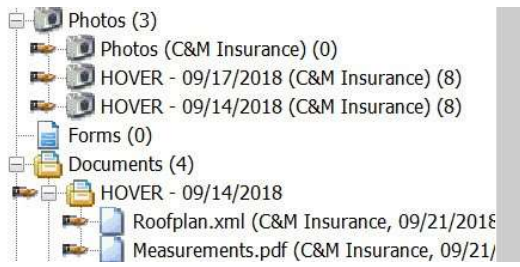 Photos (3)
Photos (C&M Insurance) (0)
HOVER - 09/17/2018 (C&M Insurance) (8)
HOVER - 09/14/2018 (C&M Insurance) (8)
Forms (0)
Documents (4)
HOVER - 09/14/2018
Roofplan.xml (C&M Insurance, 09/21/2018
Measurements.pdf (C&M Insurance, 09/21/